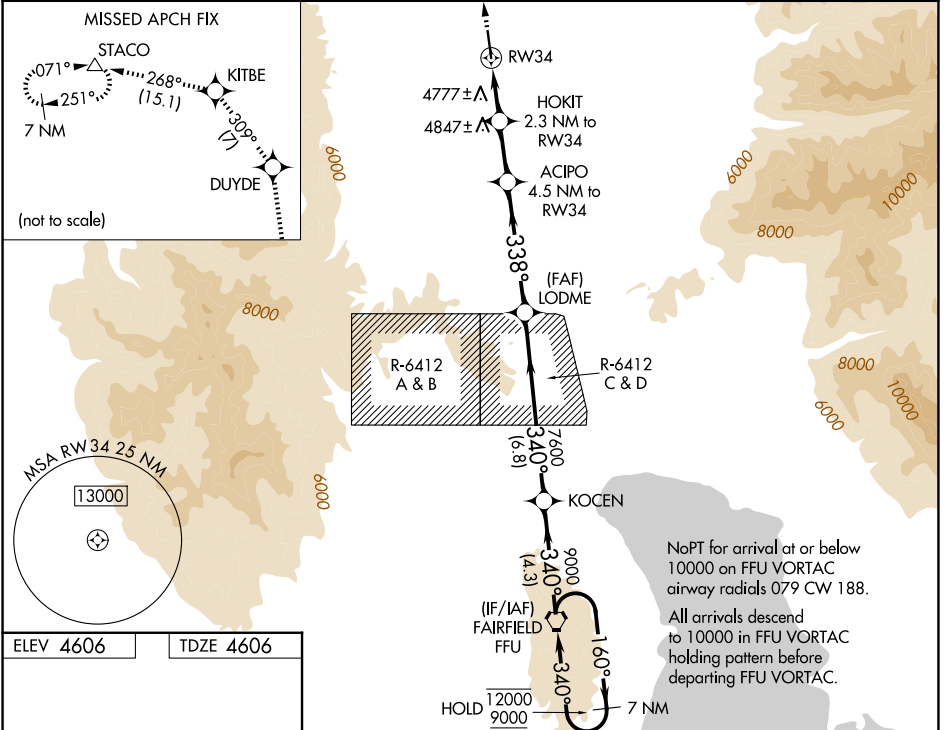 MISSED APCH FIX
STACO
071°
251°
7 NM
268°
(15.1)
KITBE
309°
(7)
DUYDE
(not to scale)
RW34
4777±
4847±
HOKIT
2.3 NM to
RW34
ACIPO
4.5 NM to
RW34
338°
(FAF)
LODME
R-6412
A & B
R-6412
C & D
7600
340°
(6.8)
KOCEN
9000
340°
(4.3)
(IF/IAF)
FAIRFIELD
FFU
160°
340°
HOLD
12000
9000
7 NM
6000
8000
6000
6000
10000
8000
8000
10000
6000
MSA RW34 25 NM
13000
NoPT for arrival at or below
10000 on FFU VORTAC
airway radials 079 CW 188.
All arrivals descend
to 10000 in FFU VORTAC
holding pattern before
departing FFU VORTAC.
ELEV 4606
TDZE 4606